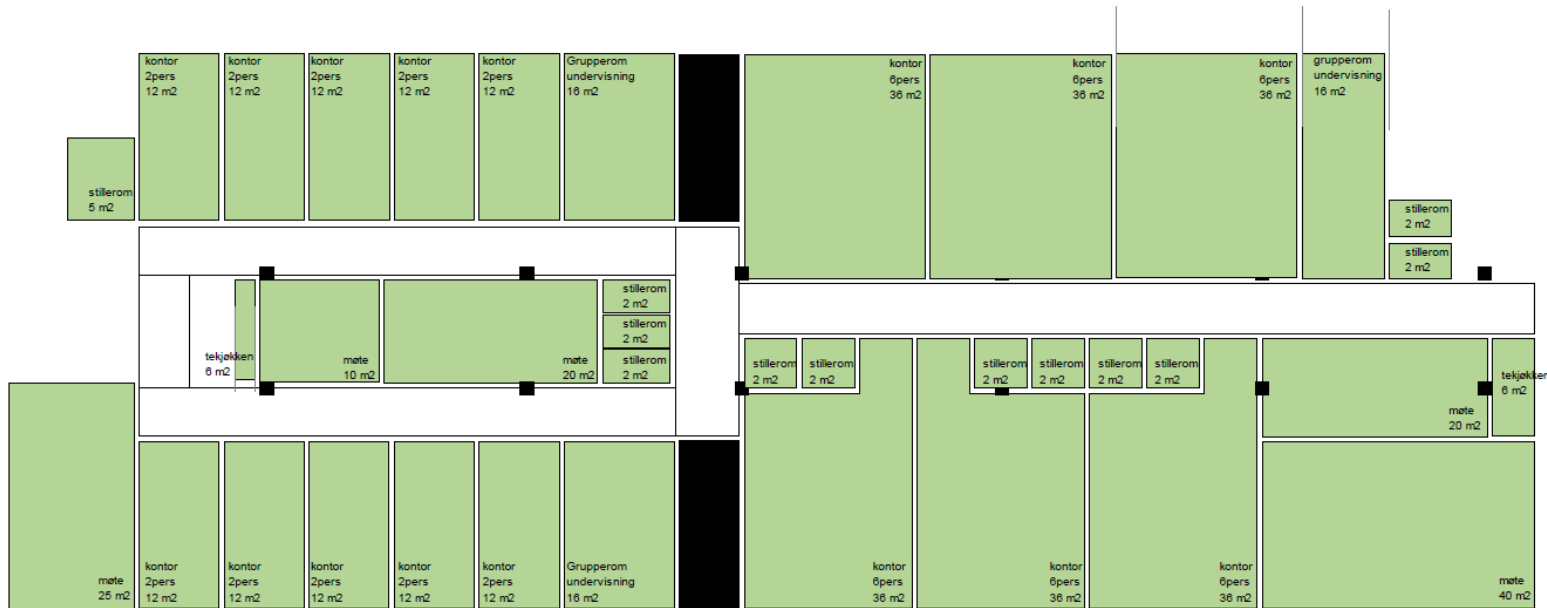 kontor
2pers
12 m2
kontor
2pers
12 m2
kontor
2pers
12 m2
kontor
2pers
12 m2
kontor
2pers
12 m2
Grupperom
undervisning
16 m2
kontor
6pers
36 m2
kontor
6pers
36 m2
kontor
6pers
36 m2
grupperom
undervisning
16 m2
stillerom
5 m2
stillerom
2 m2
stillerom
2 m2
stillerom
2 m2
stillerom
2 m2
stillerom
2 m2
tekjøkken
6 m2
møte
10 m2
møte
20 m2
stillerom
2 m2
stillerom
2 m2
stillerom
2 m2
stillerom
2 m2
stillerom
2 m2
stillerom
2 m2
tekjøkken
6 m2
møte
20 m2
møte
25 m2
kontor
2pers
12 m2
kontor
2pers
12 m2
kontor
2pers
12 m2
kontor
2pers
12 m2
kontor
2pers
12 m2
Grupperom
undervisning
16 m2
kontor
6pers
36 m2
kontor
6pers
36 m2
kontor
6pers
36 m2
møte
40 m2